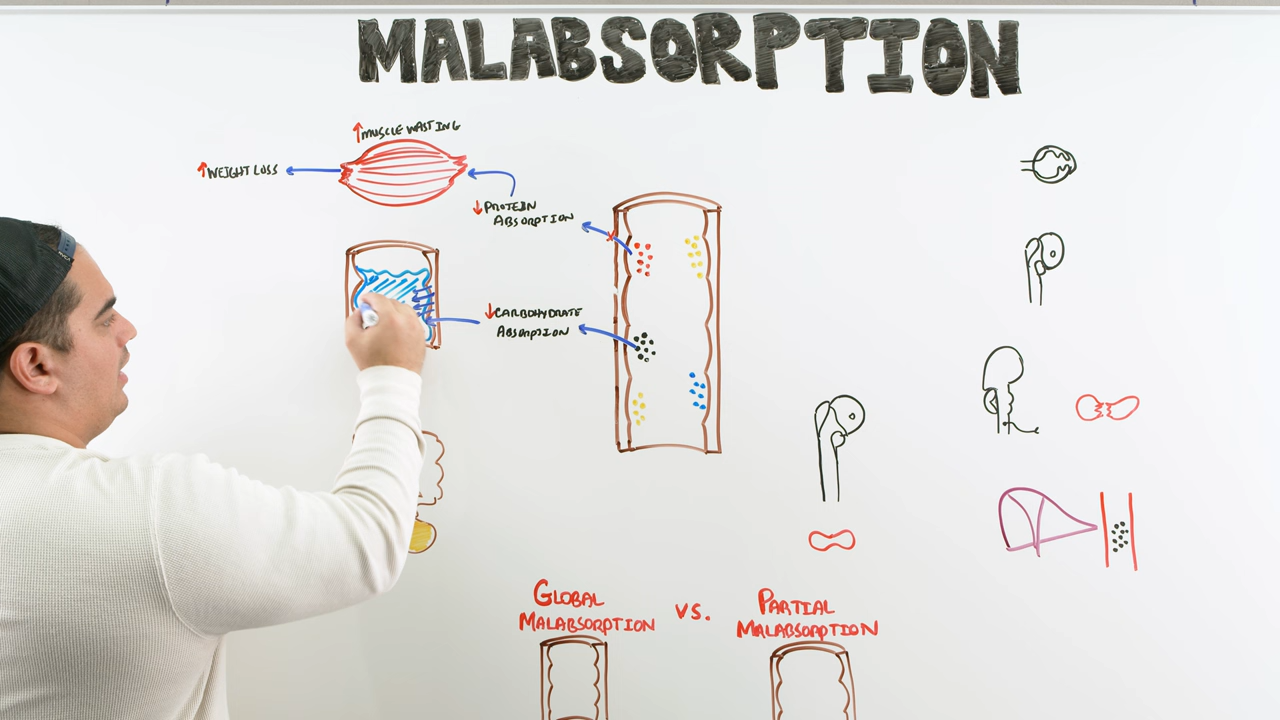 MALABSORPTION
↑MUSCLE WASTING
↑WEIGHT LOSS
↓PROTEIN
ABSORPTION
↓CARBOHYDRATE
ABSORPTION
GLOBAL
MALABSORPTION
VS.
PARTIAL
MALABSORPTION